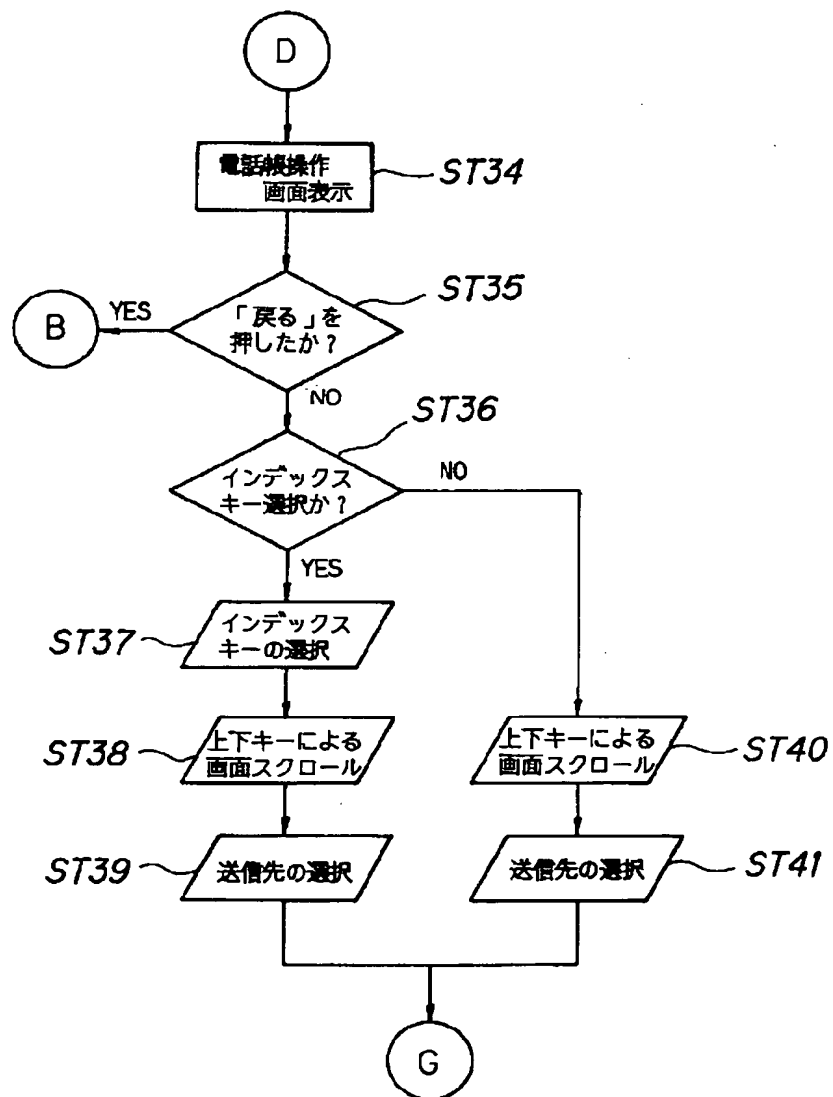 D
電話帳操作
画面表示
ST34
ST35
「戻る」を
押したか?
YES
B
NO
ST36
インデックス
キー選択か?
NO
YES
ST37
インデックス
キーの選択
ST38
上下キーによる
画面スクロール
上下キーによる
画面スクロール
ST40
ST39
送信先の選択
送信先の選択
ST41
G